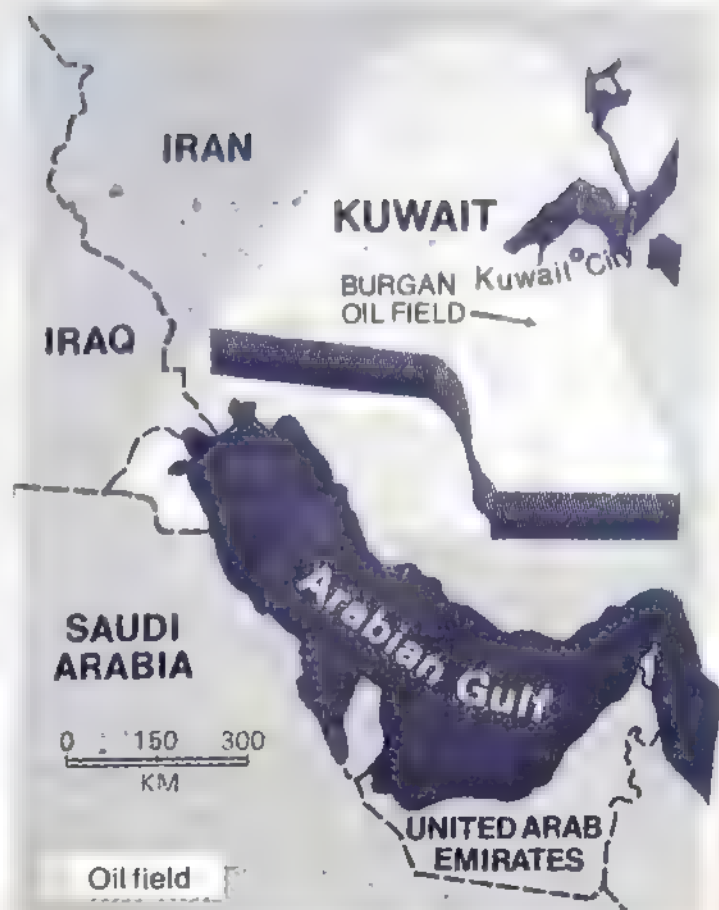 IRAN
KUWAIT
Kuwait City
BURGAN
OIL FIELD
IRAQ
Arabian Gulf
SAUDI
ARABIA
0 150 300
KM
UNITED ARAB
EMIRATES
Oil field